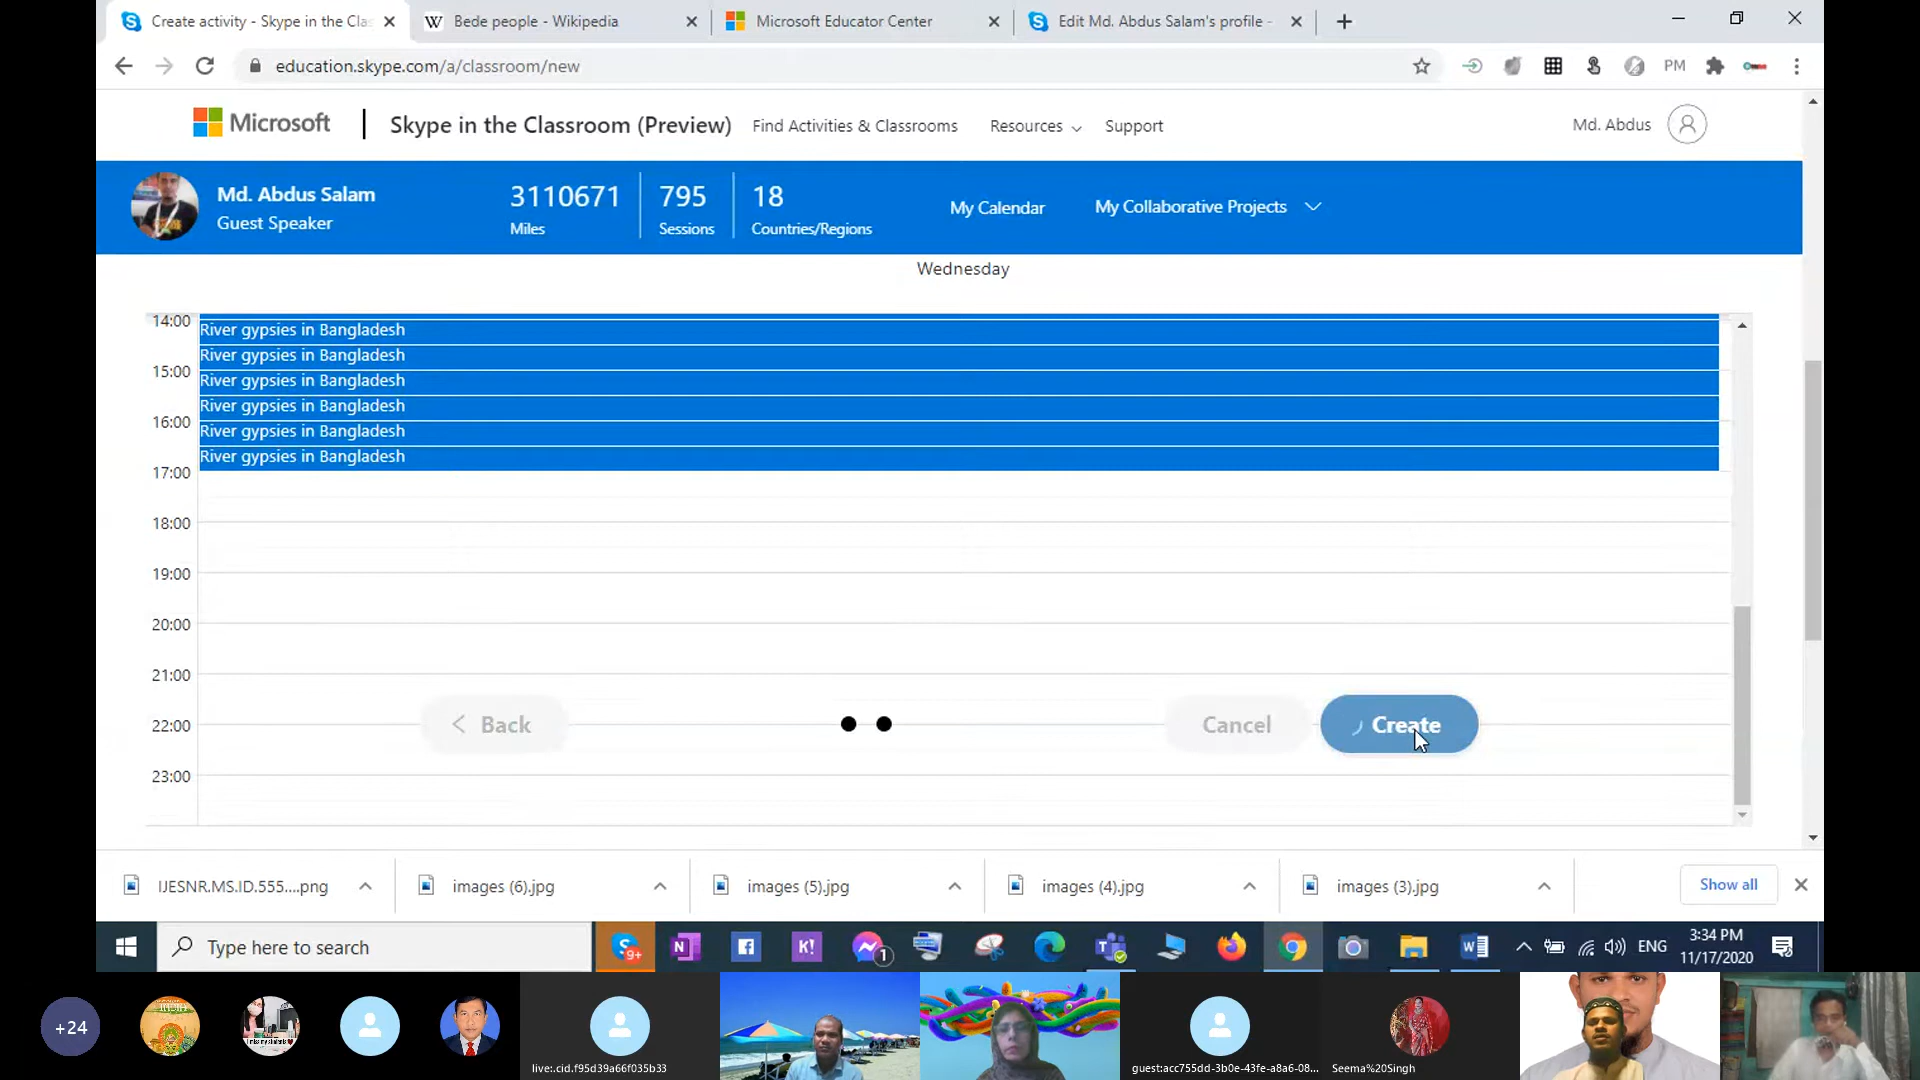 Create activity - Skype in the Clas
Bede people - Wikipedia
Microsoft Educator Center
Edit Md. Abdus Salam's profile -
education.skype.com/a/classroom/new
PM
Microsoft
Skype in the Classroom (Preview)
Find Activities & Classrooms
Resources
Support
Md. Abdus
Md. Abdus Salam
Guest Speaker
3110671
Miles
795
Sessions
18
Countries/Regions
My Calendar
My Collaborative Projects
Wednesday
14:00
River gypsies in Bangladesh
River gypsies in Bangladesh
15:00
River gypsies in Bangladesh
River gypsies in Bangladesh
16:00
River gypsies in Bangladesh
River gypsies in Bangladesh
17:00
18:00
19:00
20:00
21:00
22:00
23:00
Back
Cancel
Create
IJESNR.MS.ID.555....png
images (6).jpg
images (5).jpg
images (4).jpg
images (3).jpg
Show all
Type here to search
9+
N
K!
1
W
ENG
3:34 PM
11/17/2020
+24
I miss my students
live:.cid.f95d39a66f035b33
guest:acc755dd-3b0e-43fe-a8a6-08...
Seema%20Singh